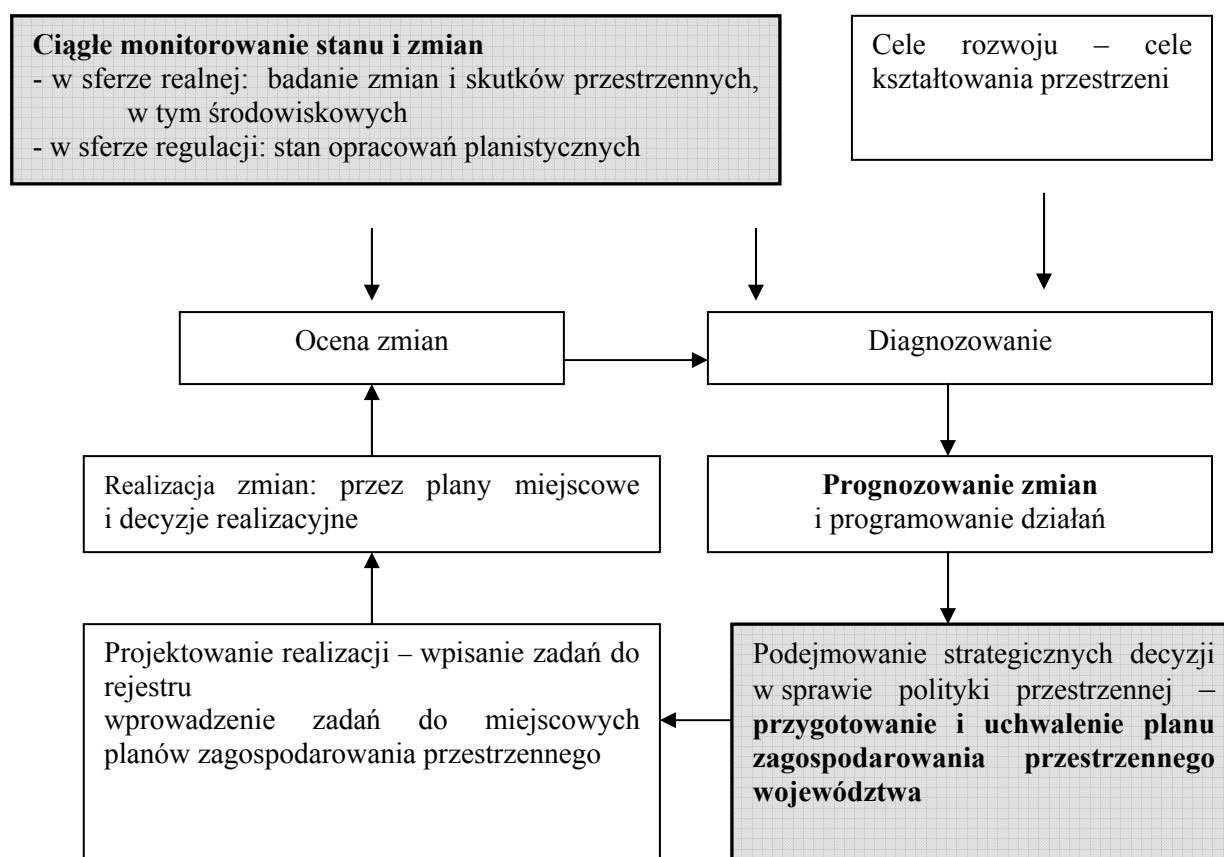 Ciągłe monitorowanie stanu i zmian
- w sferze realnej: badanie zmian i skutków przestrzennych,
w tym środowiskowych
- w sferze regulacji: stan opracowań planistycznych
Cele rozwoju – cele
kształtowania przestrzeni
Ocena zmian
Diagnozowanie
Realizacja zmian: przez plany miejscowe
i decyzje realizacyjne
Prognozowanie zmian
i programowanie działań
Projektowanie realizacji – wpisanie zadań do
rejestru
wprowadzenie zadań do miejscowych
planów zagospodarowania przestrzennego
Podejmowanie strategicznych decyzji
w sprawie polityki przestrzennej –
przygotowanie i uchwalenie planu
zagospodarowania przestrzennego
województwa